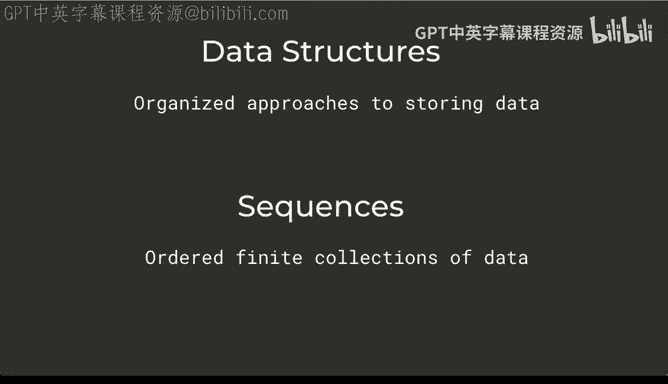 GPT中英字幕课程资源@bilibili.com
GPT中英字幕课程资源 bilibili
Data Structures
Organized approaches to storing data
Sequences
Ordered finite collections of data